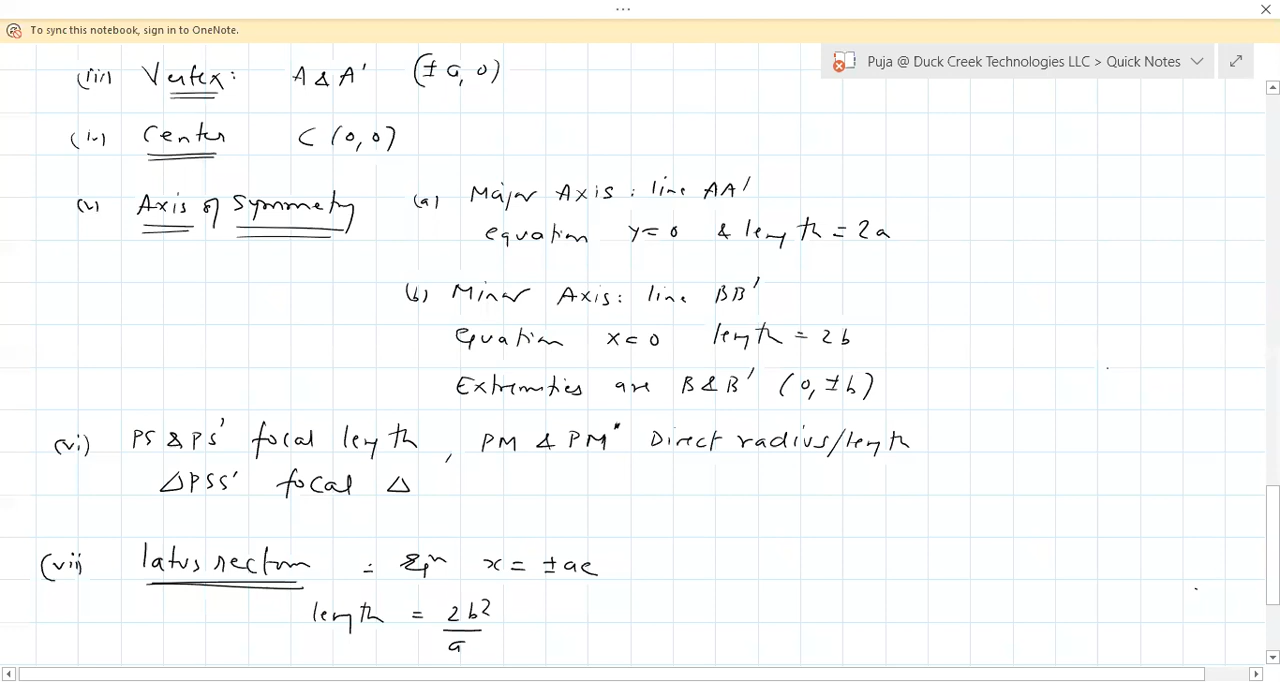 To sync this notebook, sign in to OneNote.
Puja @ Duck Creek Technologies LLC > Quick Notes
(iii) Vertex: A & A' (± a, 0)
(iv) Center C (0,0)
(v) Axis of Symmetry (a) Major Axis : line AA'
equation y=0 & length = 2a
(b) Minor Axis: line BB'
equation x=0 length = 2b
Extremities are B & B' (0, ±b)
(vi) PS & PS' focal length, PM & PM' Direct radius/length
△PSS' focal △
(vii) latus rectum = Eqn x = ±ae
length = 2b²/a